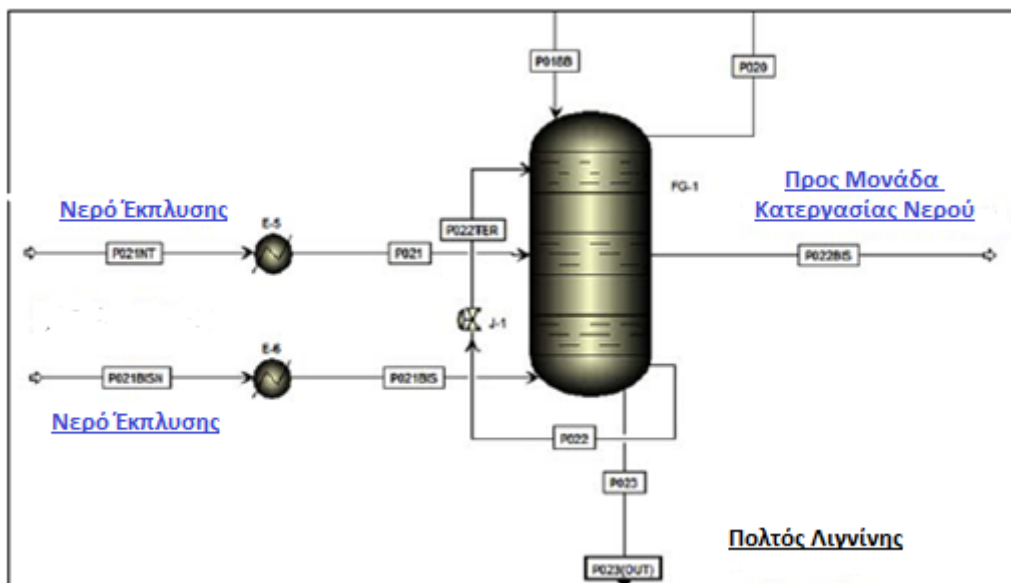 P018B
P020
FG-1
Προς Μονάδα
Κατεργασίας Νερού
Νερό Έκπλυσης
E-5
P022TER
P021NT
P021
P022BIS
J-1
E-6
P021BISN
P021BIS
Νερό Έκπλυσης
P022
P023
Πολτός Λιγνίνης
P023(OUT)